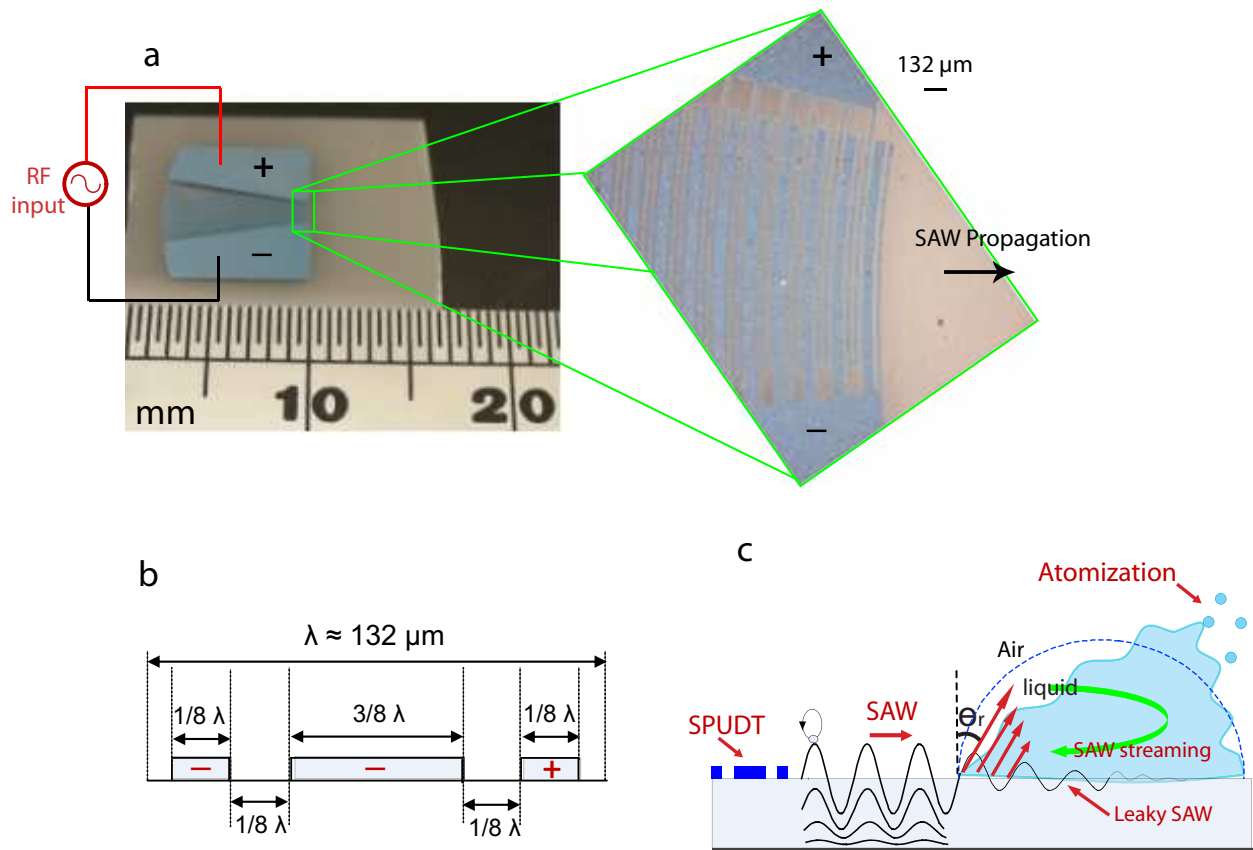 a
+
132 µm
+
RF
input
SAW Propagation
−
mm
10
20
−
b
λ ≈ 132 µm
1/8 λ
3/8 λ
1/8 λ
−
−
+
1/8 λ
1/8 λ
c
Atomization
Air
liquid
SPUDT
SAW
Θr
SAW streaming
Leaky SAW